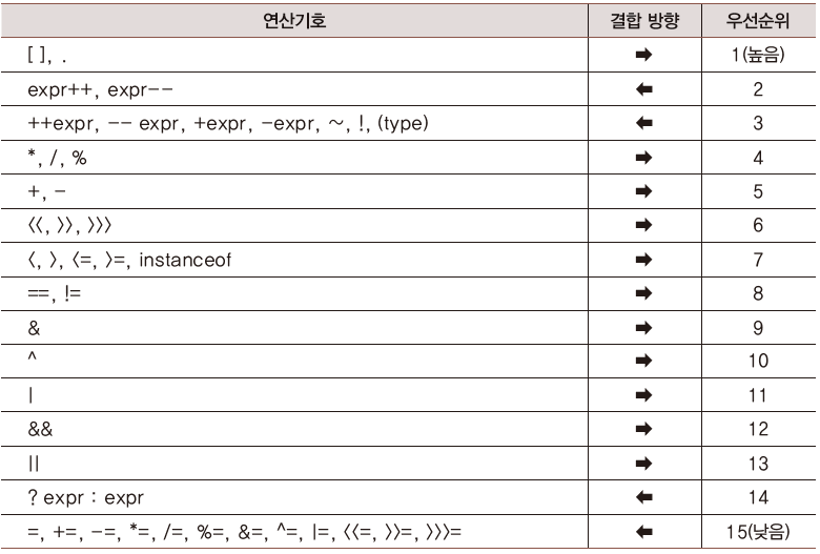 연산기호 결합 방향 우선순위
[ ], . ➡ 1(높음)
expr++, expr-- ⬅ 2
++expr, -- expr, +expr, -expr, ~, !, (type) ⬅ 3
*, /, % ➡ 4
+, - ➡ 5
<<, >>, >>> ➡ 6
<, >, <=, >=, instanceof ➡ 7
==, != ➡ 8
& ➡ 9
^ ➡ 10
| ➡ 11
&& ➡ 12
|| ➡ 13
? expr : expr ⬅ 14
=, +=, -=, *=, /=, %=, &=, ^=, |=, <<=, >>=, >>>= ⬅ 15(낮음)